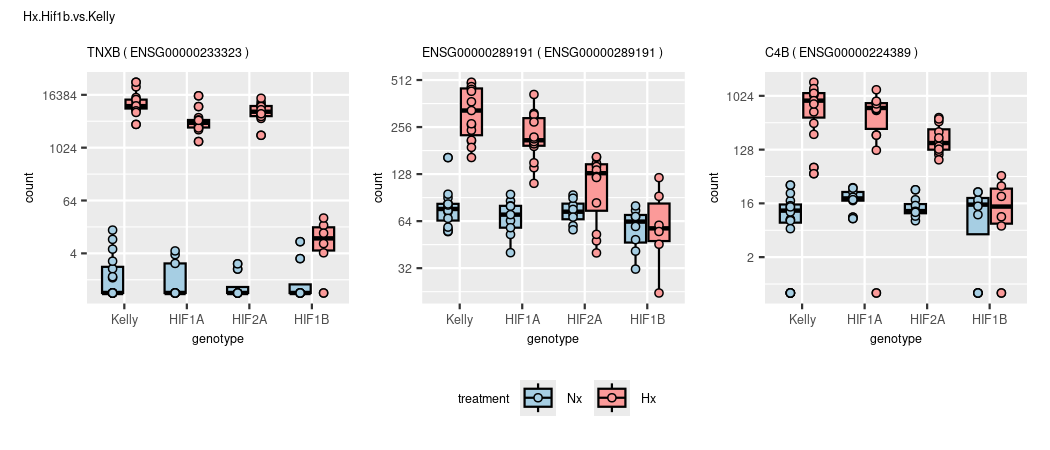 Hx.Hif1b.vs.Kelly
TNXB ( ENSG00000233323 )
16384
1024
64
4
count
Kelly HIF1A HIF2A HIF1B
genotype
ENSG00000289191 ( ENSG00000289191 )
512
256
128
64
32
count
Kelly HIF1A HIF2A HIF1B
genotype
C4B ( ENSG00000224389 )
1024
128
16
2
count
Kelly HIF1A HIF2A HIF1B
genotype
treatment Nx Hx